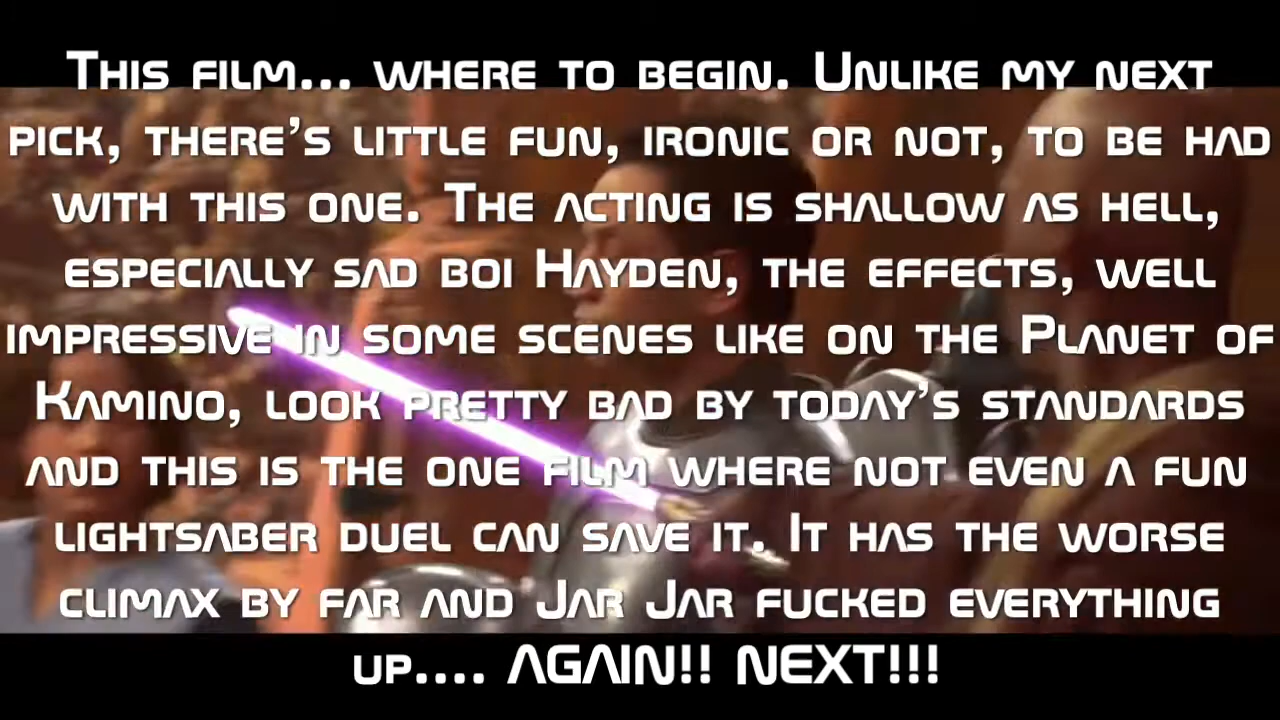 This film... where to begin. Unlike my next
pick, there's little fun, ironic or not, to be had
with this one. The acting is shallow as hell,
especially sad boi Hayden, the effects, well
impressive in some scenes like on the Planet of
Kamino, look pretty bad by today's standards
and this is the one film where not even a fun
lightsaber duel can save it. It has the worse
climax by far and Jar Jar fucked everything
up.... AGAIN!! NEXT!!!